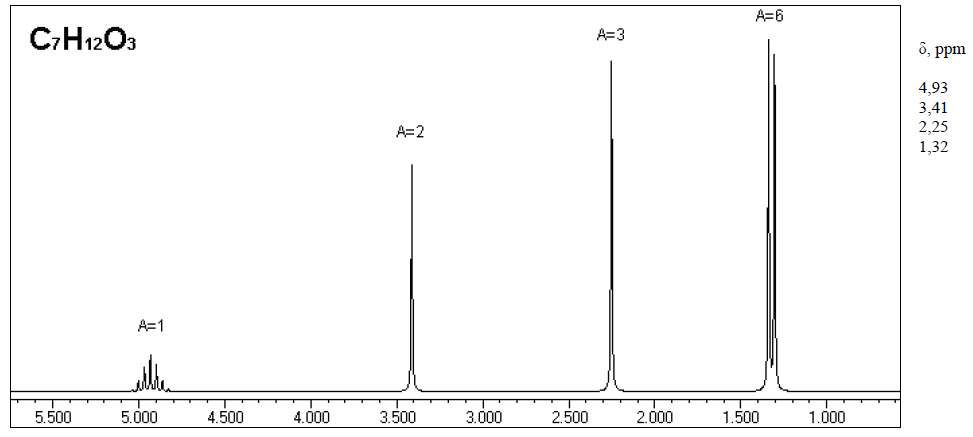 C₇H₁₂O₃
A=6
A=3
A=2
A=1
δ, ppm
4,93
3,41
2,25
1,32
5.500 5.000 4.500 4.000 3.500 3.000 2.500 2.000 1.500 1.000